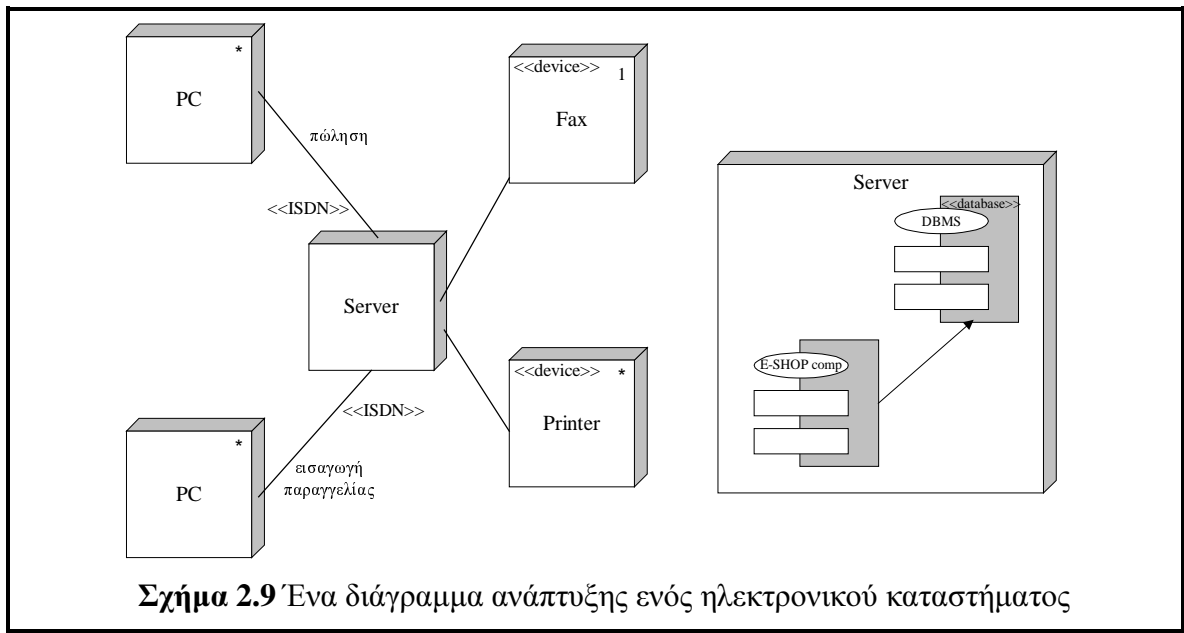 *
PC
<<device>>
1
Fax
πώληση
<<ISDN>>
Server
Server
<<database>>
DBMS
E-SHOP comp
<<device>>
*
Printer
<<ISDN>>
*
PC
εισαγωγή
παραγγελίας
Σχήμα 2.9 Ένα διάγραμμα ανάπτυξης ενός ηλεκτρονικού καταστήματος